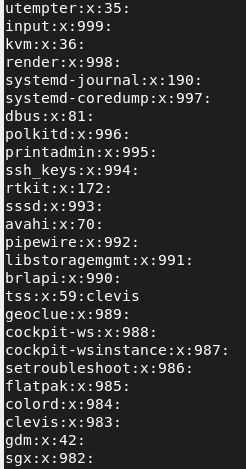 utempter:x:35:
input:x:999:
kvm:x:36:
render:x:998:
systemd-journal:x:190:
systemd-coredump:x:997:
dbus:x:81:
polkitd:x:996:
printadmin:x:995:
ssh_keys:x:994:
rtkit:x:172:
sssd:x:993:
avahi:x:70:
pipewire:x:992:
libstoragemgmt:x:991:
brlapi:x:990:
tss:x:59:clevis
geoclue:x:989:
cockpit-ws:x:988:
cockpit-wsinstance:x:987:
setroubleshoot:x:986:
flatpak:x:985:
colord:x:984:
clevis:x:983:
gdm:x:42:
sgx:x:982: